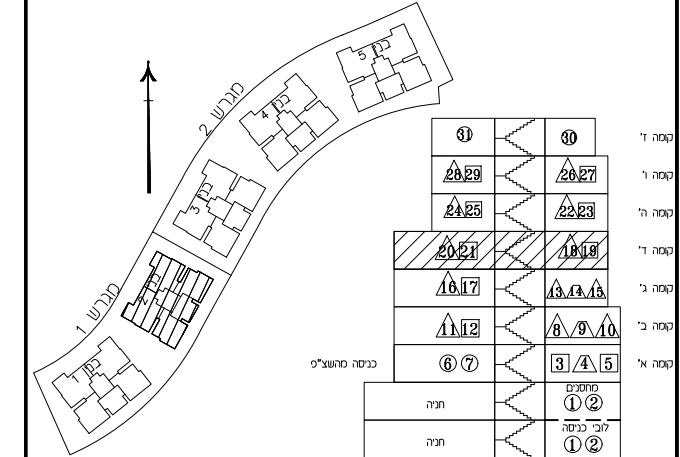 מגרש 2
בנין 5
בנין 4
בנין 3
מגרש 1
בנין 2
בנין 1
31 30 קומה ז'
28 29 26 27 קומה ו'
24 25 22 23 קומה ה'
20 21 18 19 קומה ד'
16 17 13 14 15 קומה ג'
11 12 8 9 10 קומה ב'
כניסה מהשצ"פ 6 7 3 4 5 קומה א'
חניה מחסנים
1 2
חניה לובי כניסה
1 2